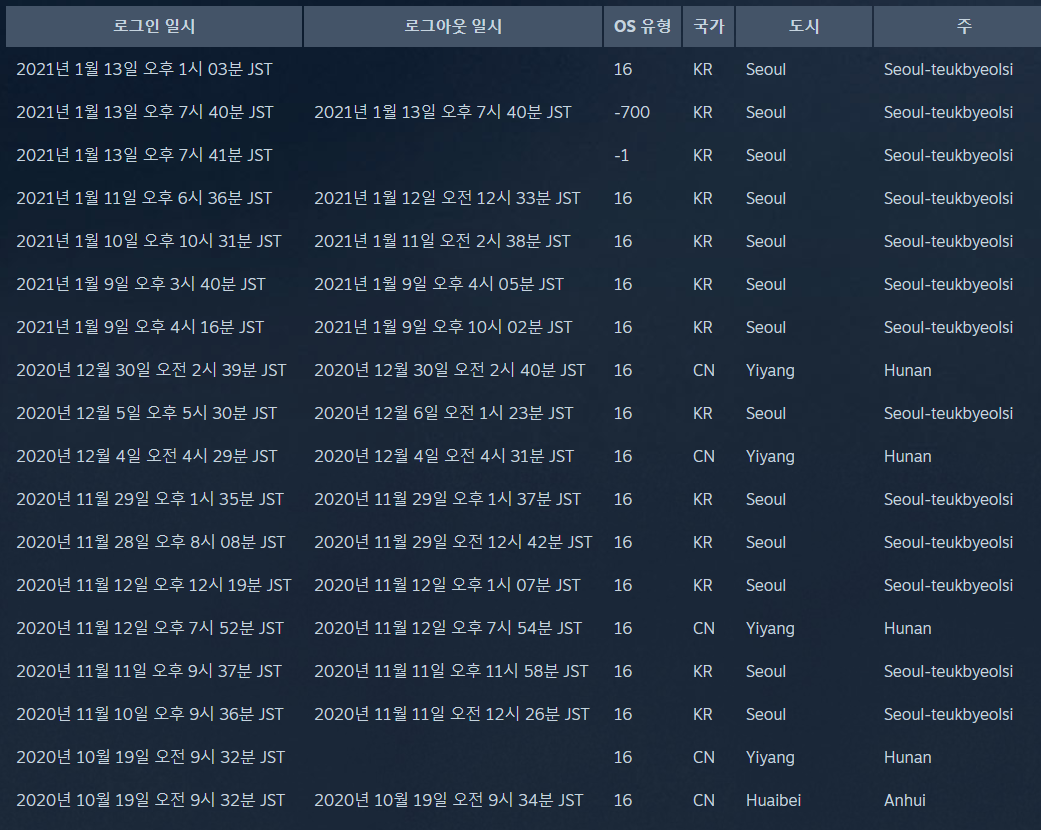 로그인 일시 로그아웃 일시 OS 유형 국가 도시 주
2021년 1월 13일 오후 1시 03분 JST 16 KR Seoul Seoul-teukbyeolsi
2021년 1월 13일 오후 7시 40분 JST 2021년 1월 13일 오후 7시 40분 JST -700 KR Seoul Seoul-teukbyeolsi
2021년 1월 13일 오후 7시 41분 JST -1 KR Seoul Seoul-teukbyeolsi
2021년 1월 11일 오후 6시 36분 JST 2021년 1월 12일 오전 12시 33분 JST 16 KR Seoul Seoul-teukbyeolsi
2021년 1월 10일 오후 10시 31분 JST 2021년 1월 11일 오전 2시 38분 JST 16 KR Seoul Seoul-teukbyeolsi
2021년 1월 9일 오후 3시 40분 JST 2021년 1월 9일 오후 4시 05분 JST 16 KR Seoul Seoul-teukbyeolsi
2021년 1월 9일 오후 4시 16분 JST 2021년 1월 9일 오후 10시 02분 JST 16 KR Seoul Seoul-teukbyeolsi
2020년 12월 30일 오전 2시 39분 JST 2020년 12월 30일 오전 2시 40분 JST 16 CN Yiyang Hunan
2020년 12월 5일 오후 5시 30분 JST 2020년 12월 6일 오전 1시 23분 JST 16 KR Seoul Seoul-teukbyeolsi
2020년 12월 4일 오전 4시 29분 JST 2020년 12월 4일 오전 4시 31분 JST 16 CN Yiyang Hunan
2020년 11월 29일 오후 1시 35분 JST 2020년 11월 29일 오후 1시 37분 JST 16 KR Seoul Seoul-teukbyeolsi
2020년 11월 28일 오후 8시 08분 JST 2020년 11월 29일 오전 12시 42분 JST 16 KR Seoul Seoul-teukbyeolsi
2020년 11월 12일 오후 12시 19분 JST 2020년 11월 12일 오후 1시 07분 JST 16 KR Seoul Seoul-teukbyeolsi
2020년 11월 12일 오후 7시 52분 JST 2020년 11월 12일 오후 7시 54분 JST 16 CN Yiyang Hunan
2020년 11월 11일 오후 9시 37분 JST 2020년 11월 11일 오후 11시 58분 JST 16 KR Seoul Seoul-teukbyeolsi
2020년 11월 10일 오후 9시 36분 JST 2020년 11월 11일 오전 12시 26분 JST 16 KR Seoul Seoul-teukbyeolsi
2020년 10월 19일 오전 9시 32분 JST 16 CN Yiyang Hunan
2020년 10월 19일 오전 9시 32분 JST 2020년 10월 19일 오전 9시 34분 JST 16 CN Huaibei Anhui